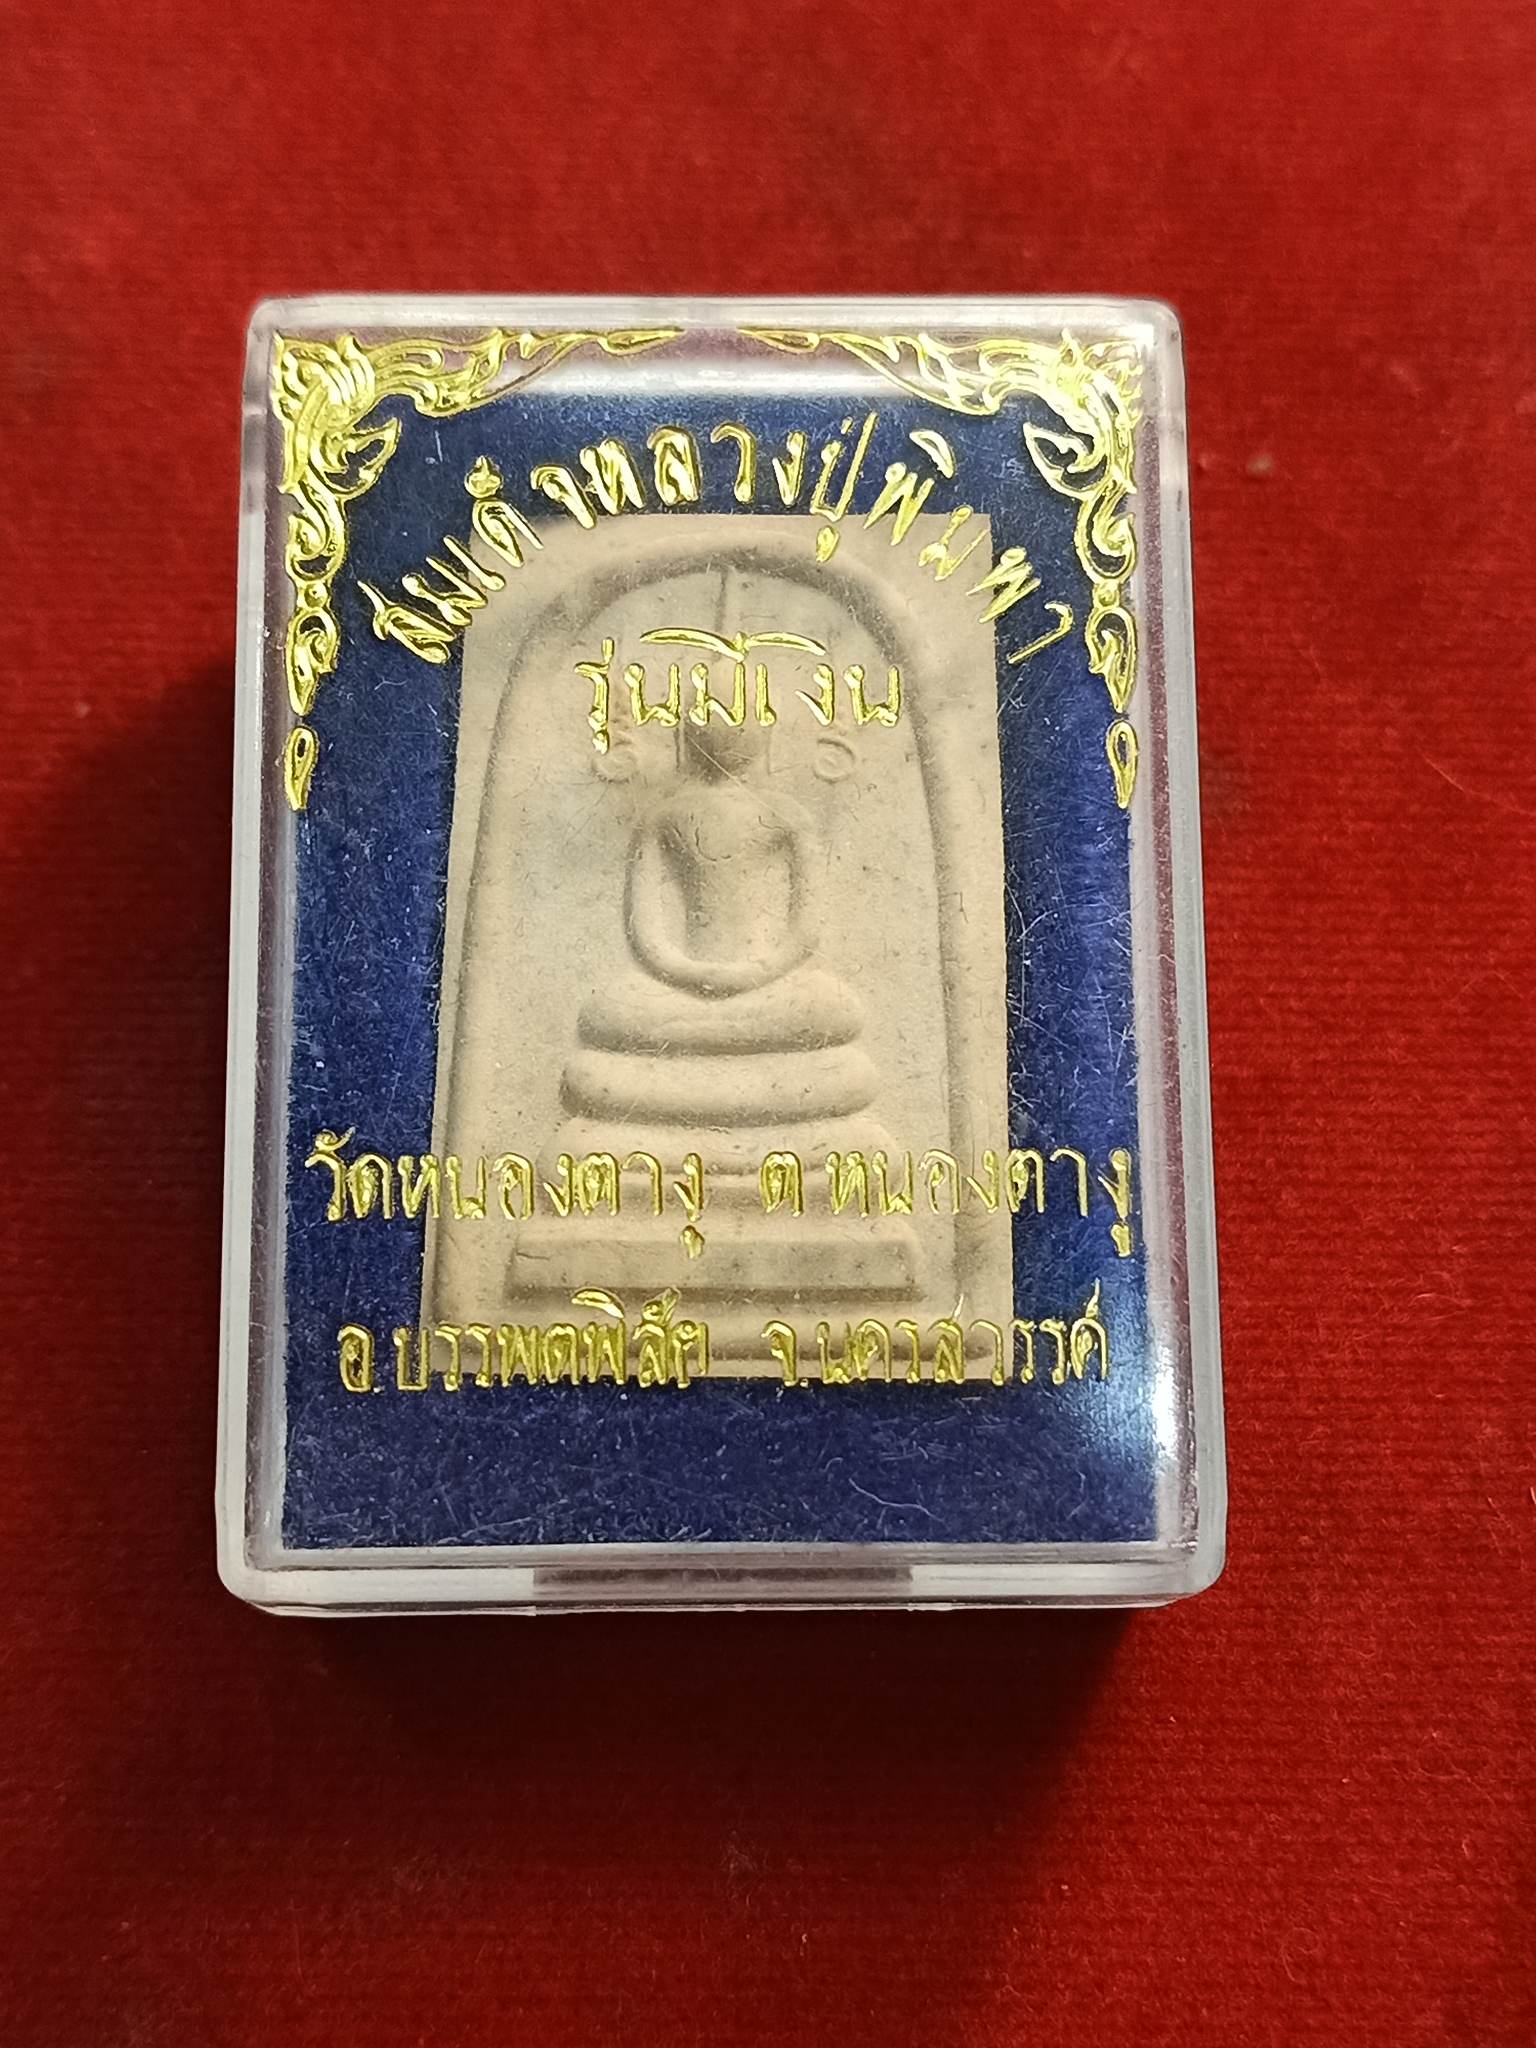 สมเด็จหลวงปู่พิมพา
รุ่นมีเงิน
วัดหนองตางู ต.หนองตางู
อ.บรรพตพิสัย จ.นครสวรรค์